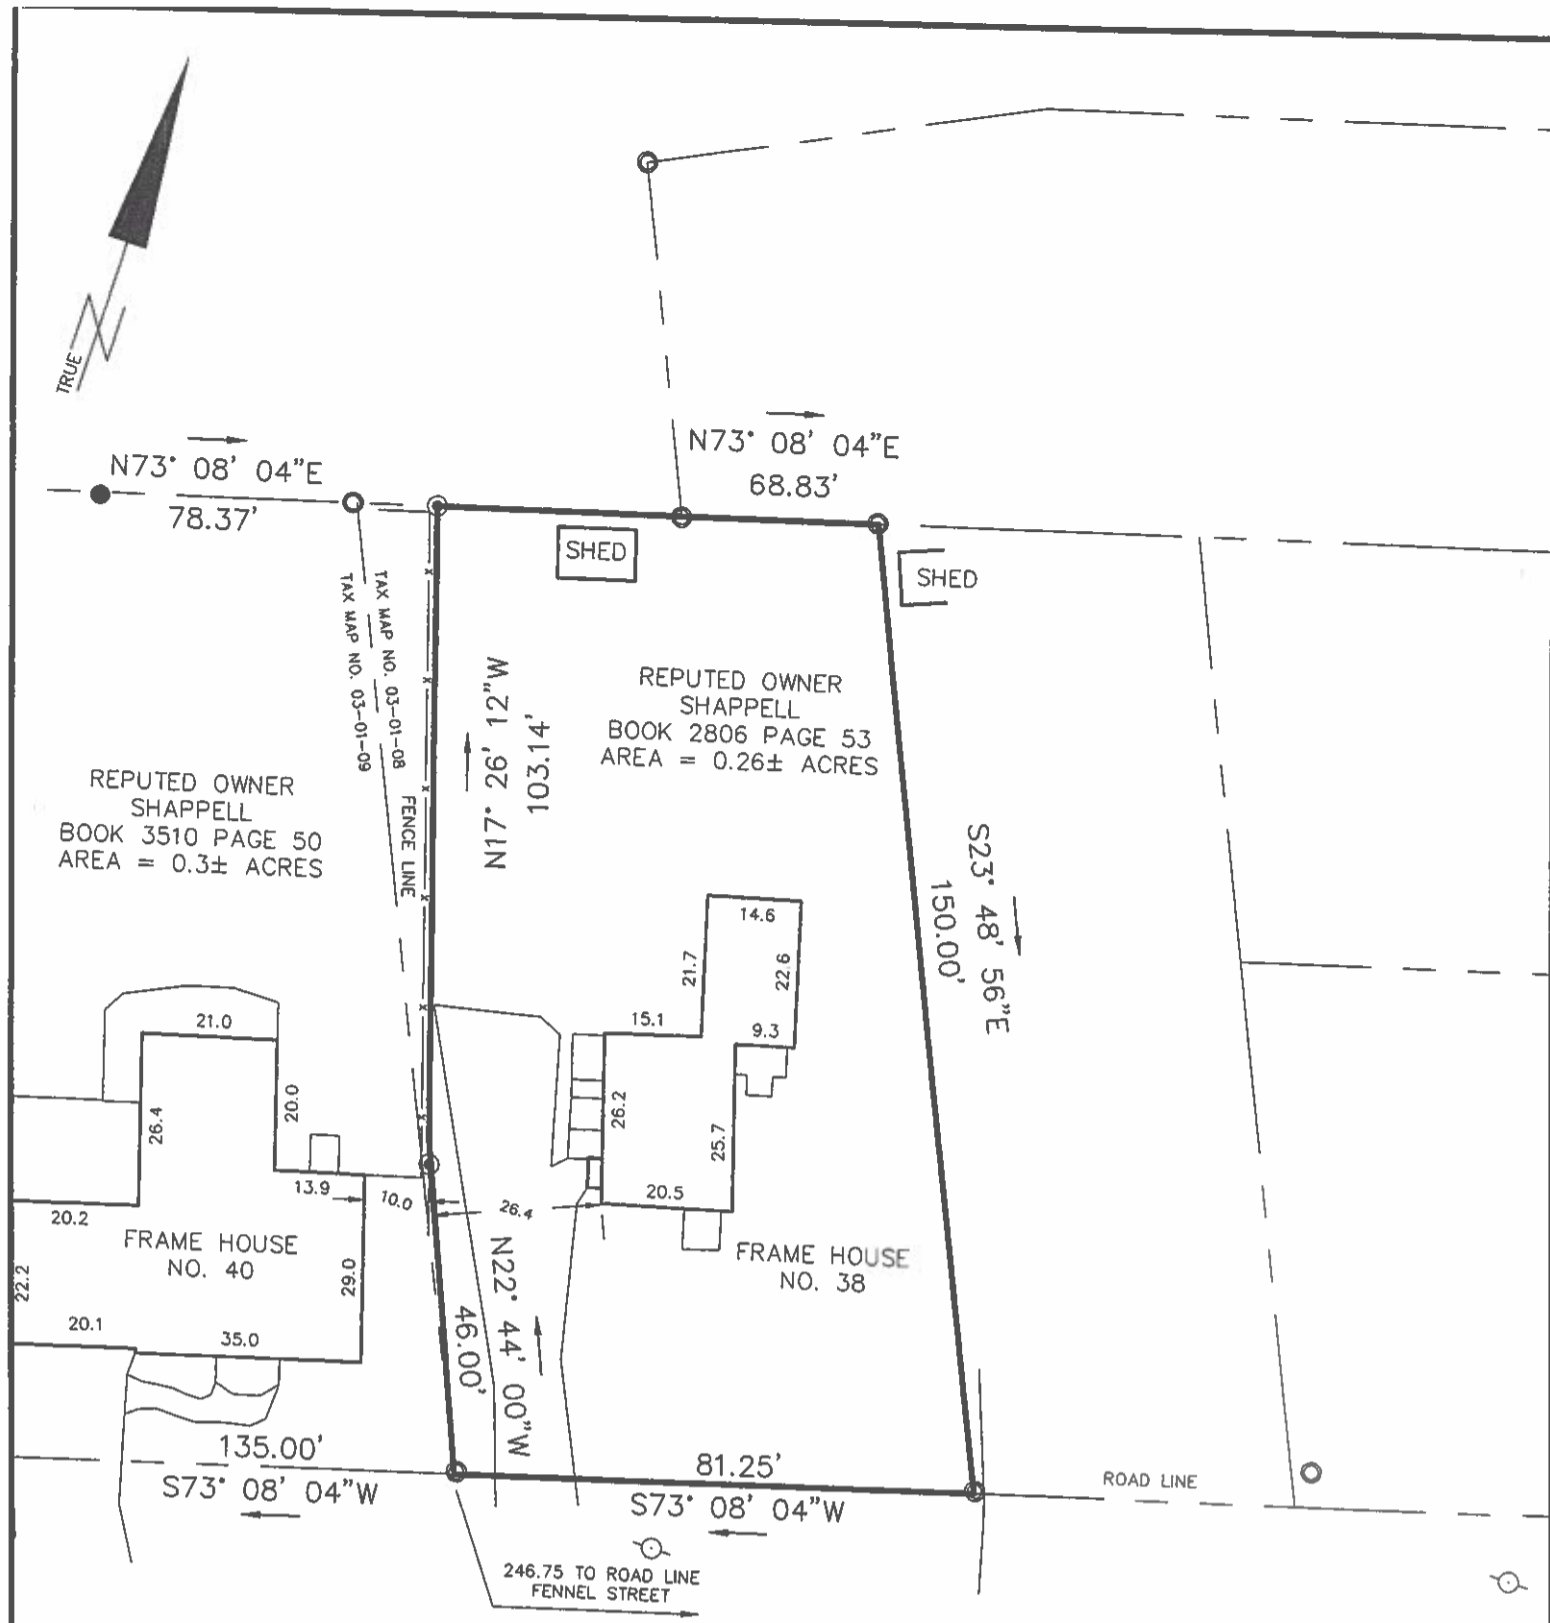 TRUE
N73° 08' 04"E
78.37'
N73° 08' 04"E
68.83'
SHED
SHED
TAX MAP NO. 03-01-08
TAX MAP NO. 03-01-09
FENCE LINE
N17° 26' 12"W
103.14'
REPUTED OWNER
SHAPPELL
BOOK 2806 PAGE 53
AREA = 0.26± ACRES
REPUTED OWNER
SHAPPELL
BOOK 3510 PAGE 50
AREA = 0.3± ACRES
S23° 48' 56"E
150.00'
14.6
21.7
22.6
15.1
9.3
26.2
25.7
20.5
21.0
20.0
26.4
13.9
10.0
26.4
20.2
FRAME HOUSE
NO. 40
22.2
29.0
20.1
35.0
FRAME HOUSE
NO. 38
N22° 44' 00"W
46.00'
135.00'
S73° 08' 04"W
81.25'
S73° 08' 04"W
ROAD LINE
246.75 TO ROAD LINE
FENNEL STREET